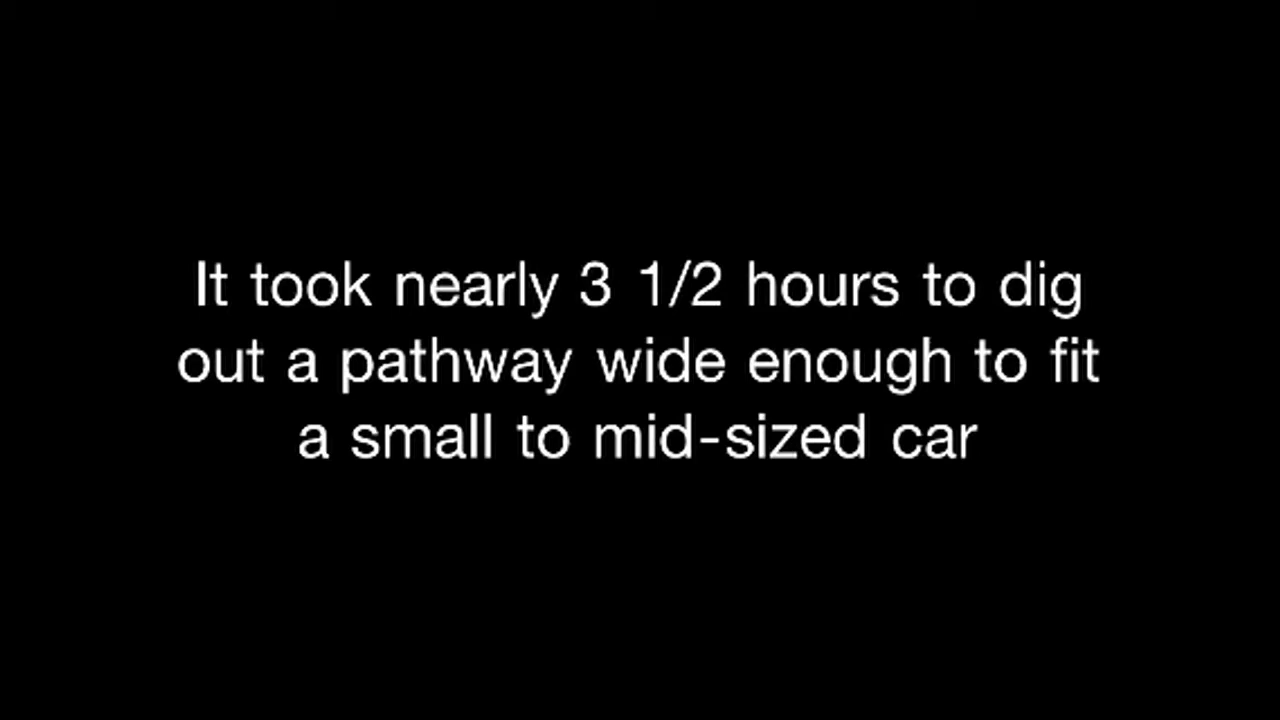 It took nearly 3 1/2 hours to dig
out a pathway wide enough to fit
a small to mid-sized car